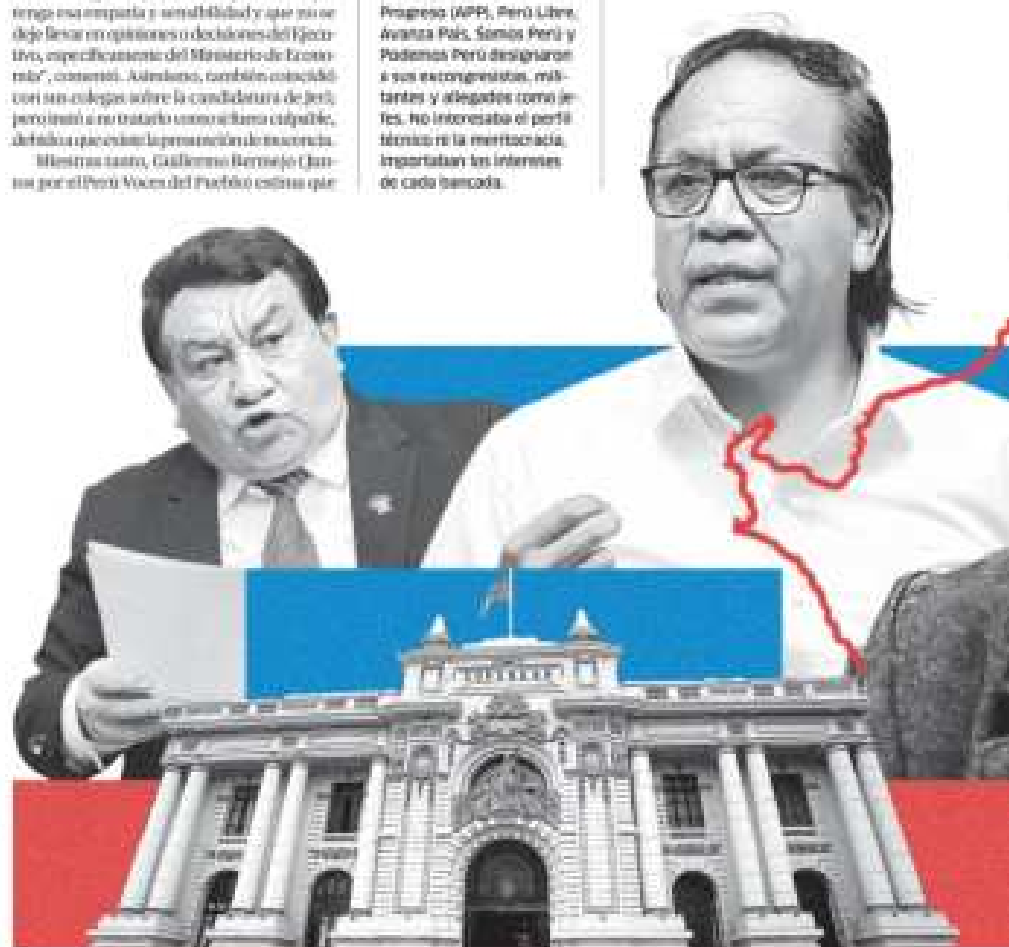 tenga esa empatía y sensibilidad y que no se
deje llevar en opiniones o decisiones del Ejecu-
tivo, específicamente del Ministerio de Econo-
mía", comentó. Asimismo, también coincidió
con sus colegas sobre la candidatura de Jerí;
pero instó a no tratarlo como si fuera culpable,
debido a que existe la presunción de inocencia.
Mientras tanto, Guillermo Bermejo (Jun-
tos por el Perú Voces del Pueblo) estima que
Progreso (APP), Perú Libre,
Avanza País, Somos Perú y
Podemos Perú designaron
a sus excongresistas, mili-
tantes y allegados como je-
fes. No interesaba el perfil
técnico ni la meritocracia.
Importaban los intereses
de cada bancada.